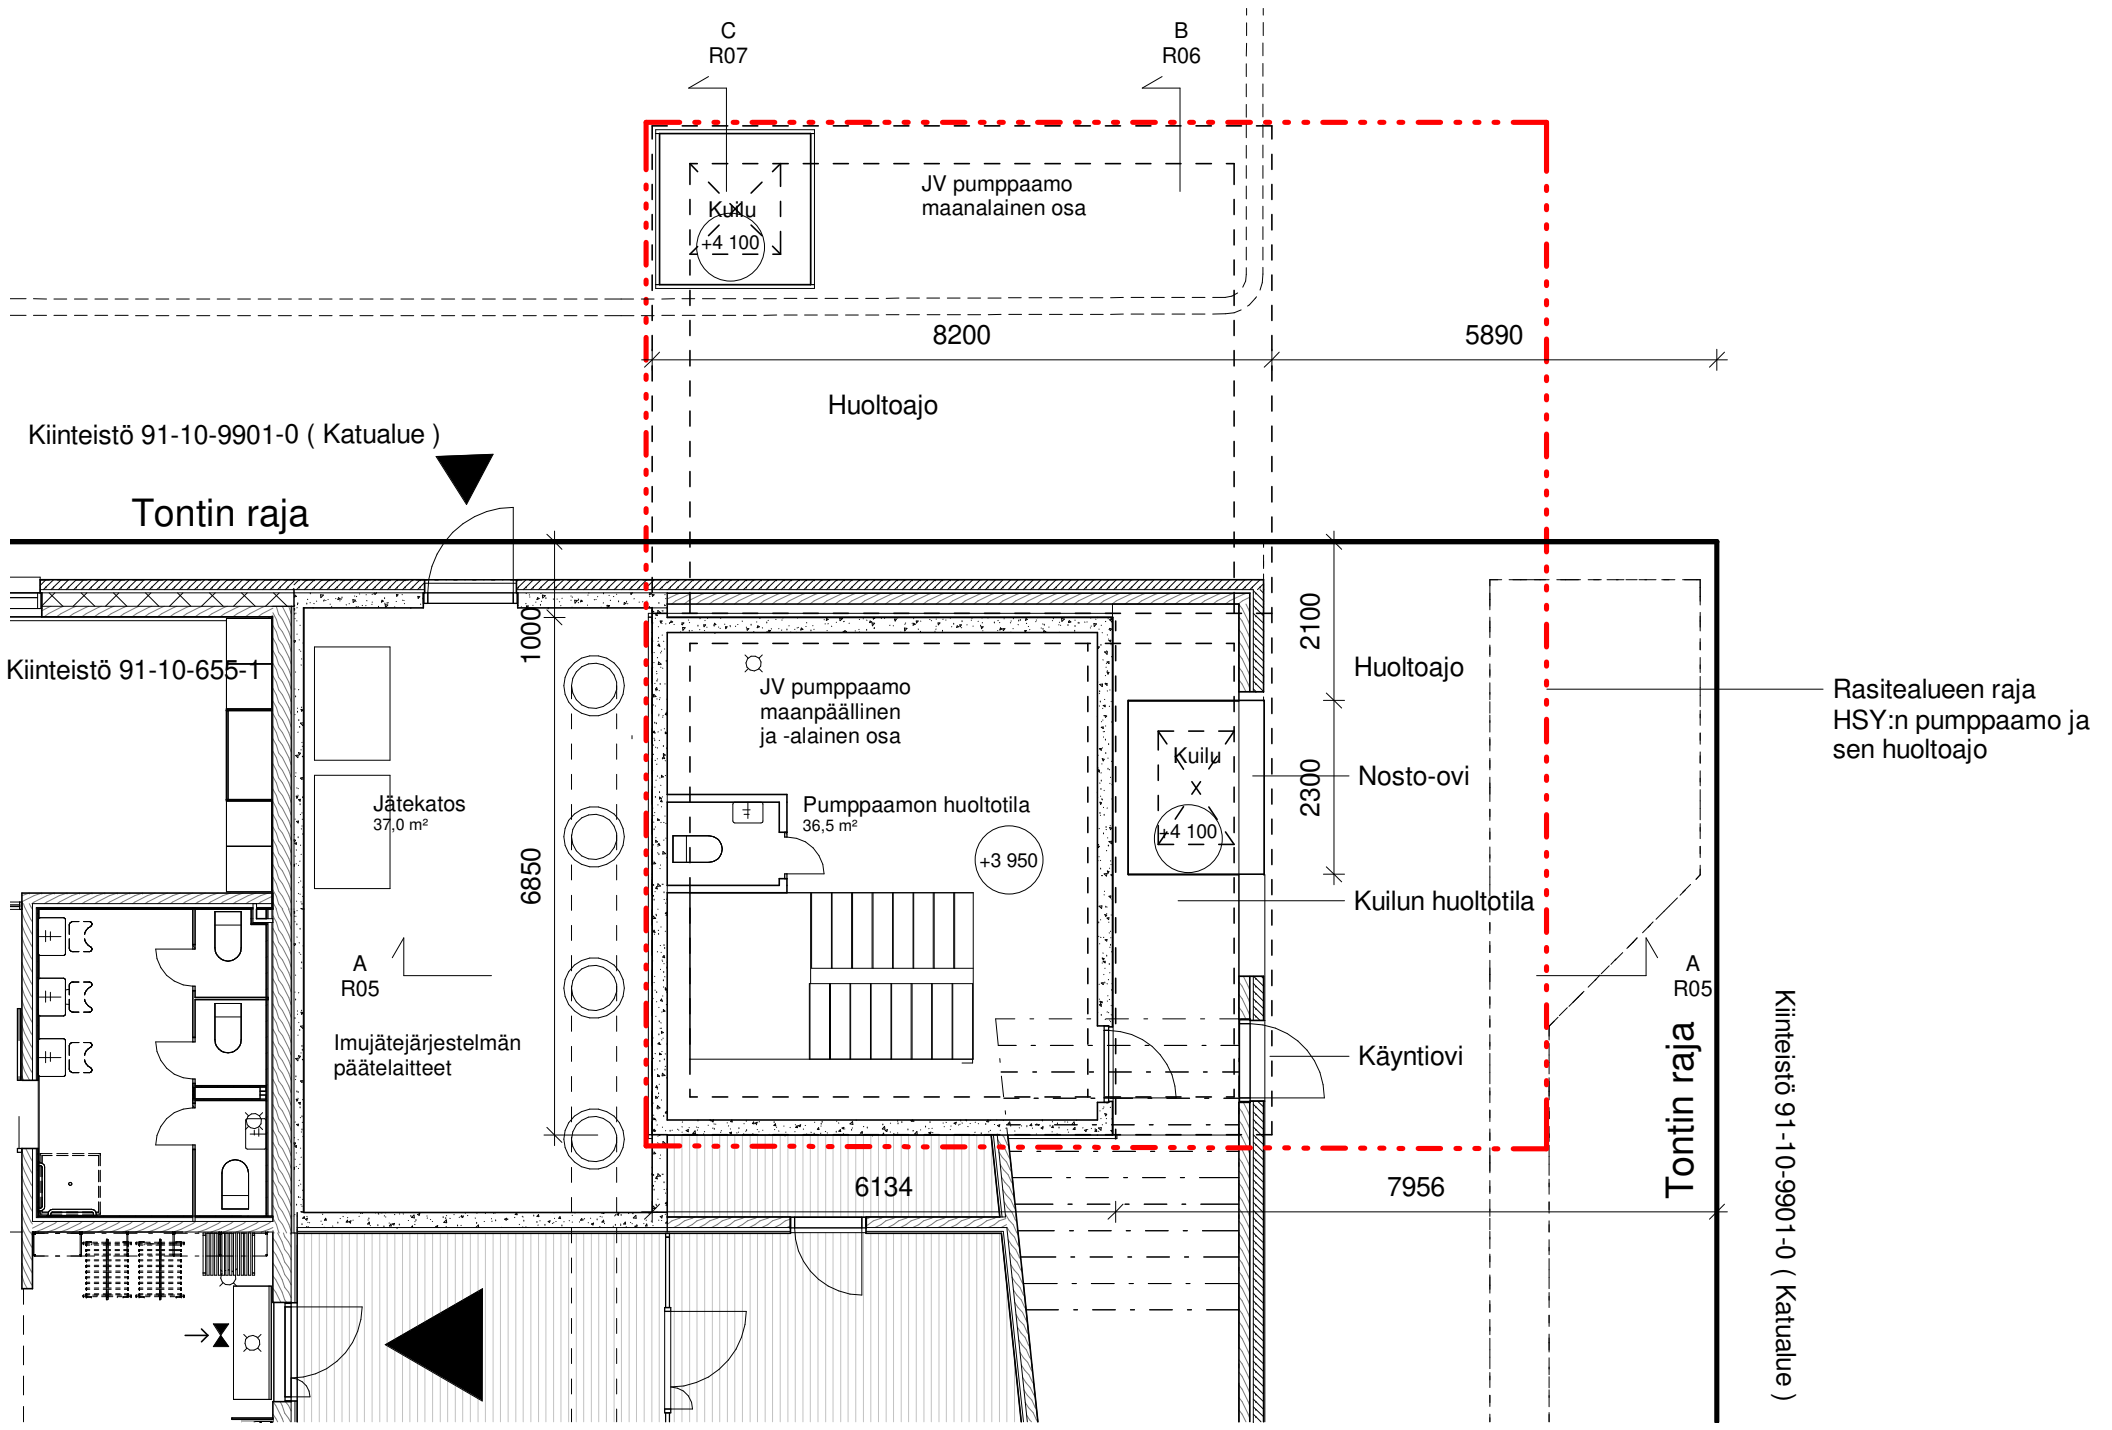 C
R07
B
R06
JV pumppaamo
maanalainen osa
Kuilu
+4 100
8200
5890
Huoltoajo
Kiinteistö 91-10-9901-0 ( Katualue )
Tontin raja
1000
2100
Kiinteistö 91-10-655-1
Huoltoajo
JV pumppaamo
maanpäällinen
ja -alainen osa
Rasitealueen raja
HSY:n pumppaamo ja
sen huoltoajo
Kuilu
x
+4 100
2300
Nosto-ovi
Jätekatos
37,0 m²
Pumppaamon huoltotila
36,5 m²
+3 950
6850
Kuilun huoltotila
A
R05
A
R05
Imujätejärjestelmän
päätelaitteet
Käyntiovi
Tontin raja
Kiinteistö 91-10-9901-0 ( Katualue )
6134
7956